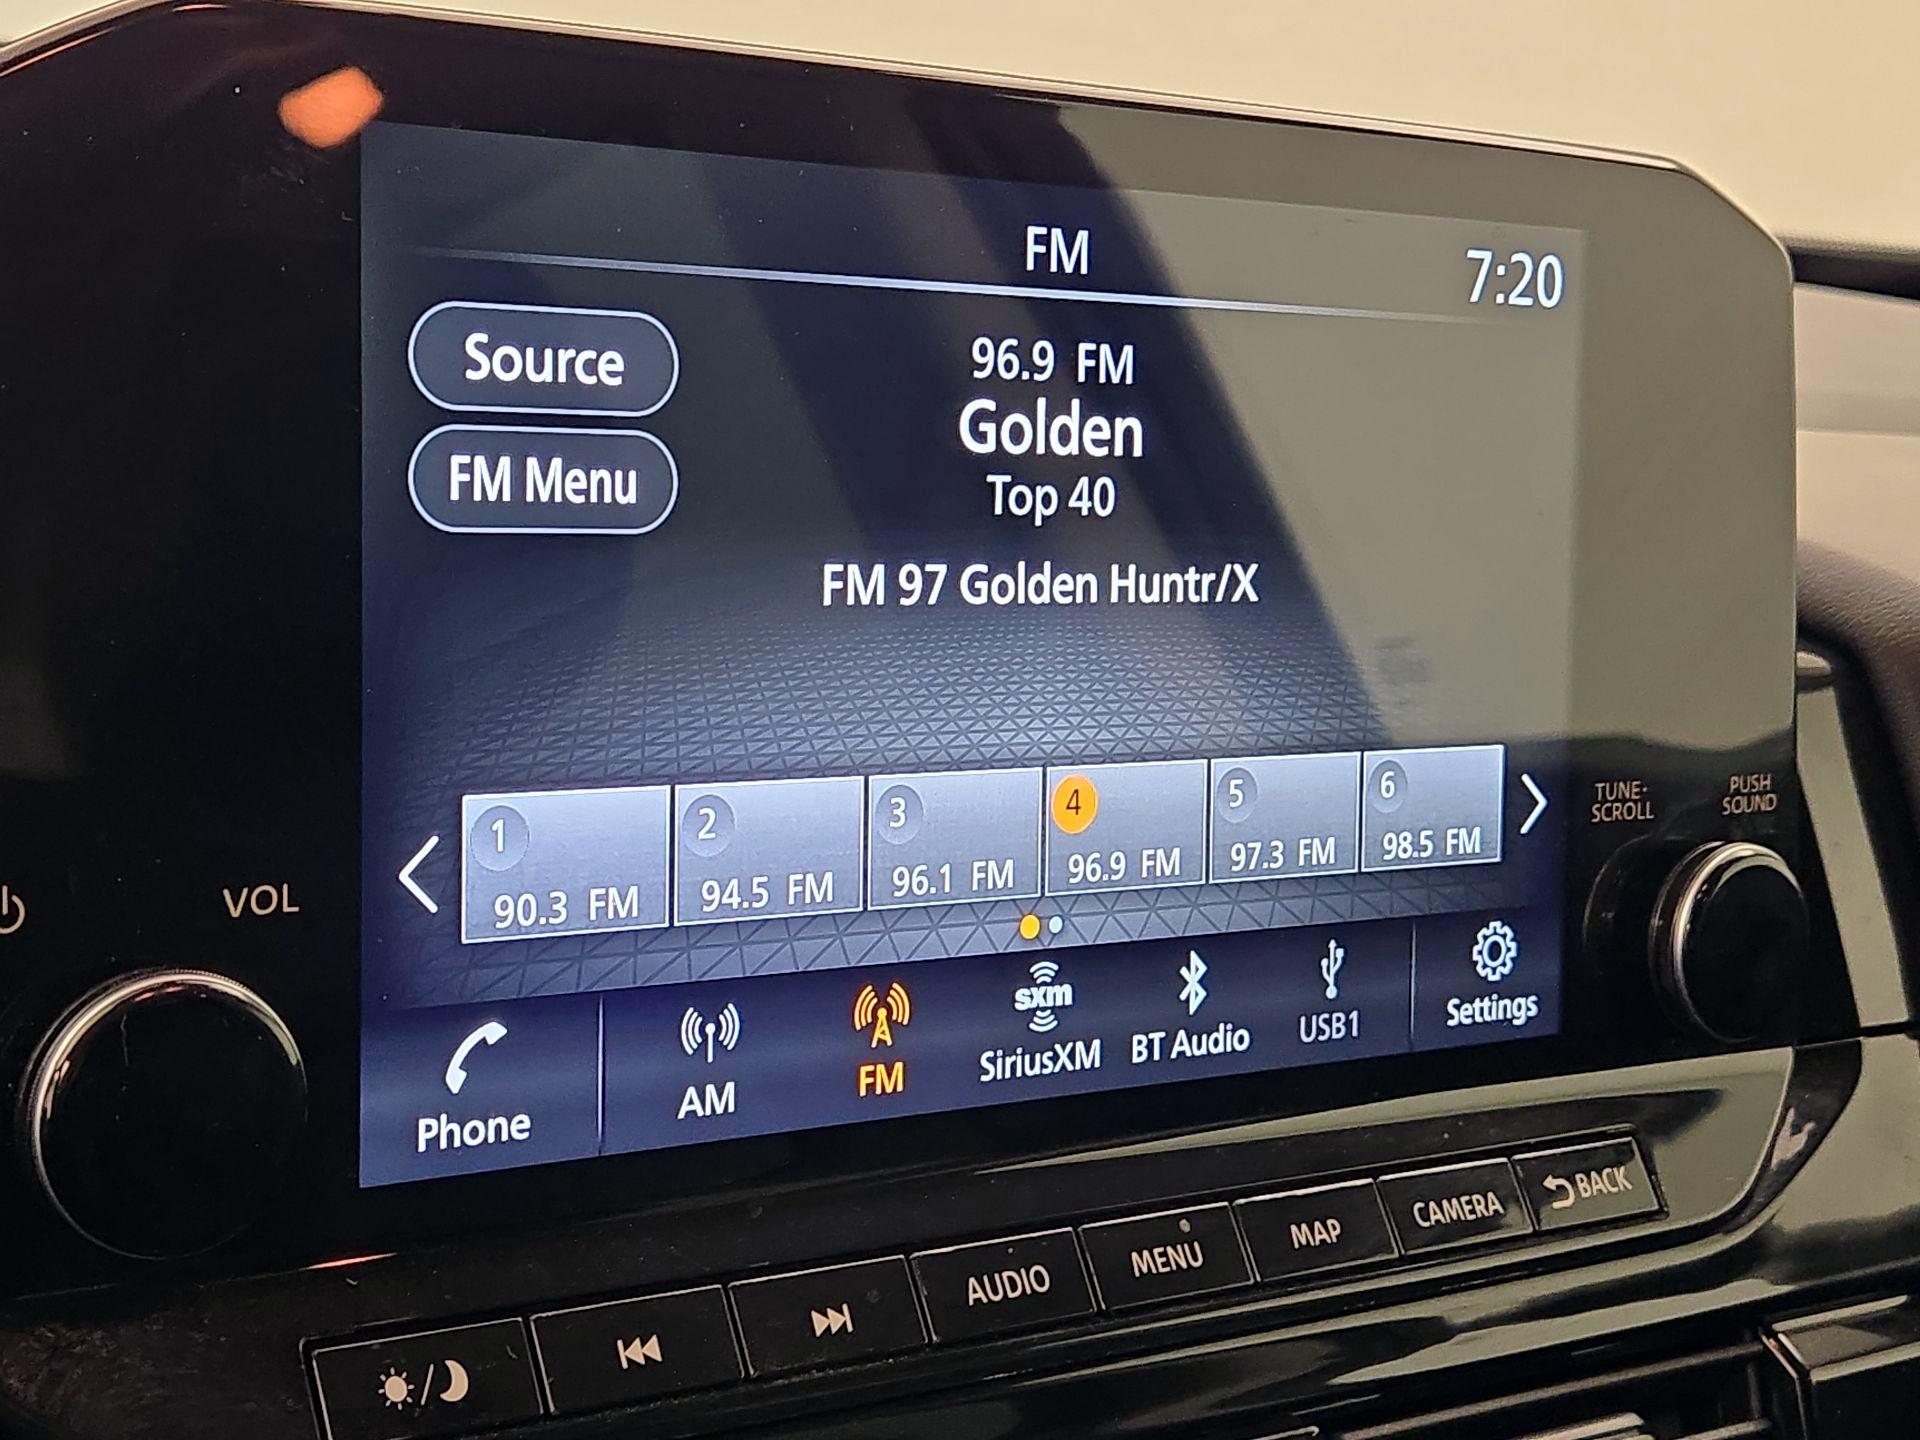 FM
7:20
Source
FM Menu
96.9 FM
Golden
Top 40
FM 97 Golden Huntr/X
1
90.3 FM
2
94.5 FM
3
96.1 FM
4
96.9 FM
5
97.3 FM
6
98.5 FM
Phone
AM
FM
sxm
SiriusXM
BT Audio
USB1
Settings
VOL
TUNE·
SCROLL
PUSH
SOUND
AUDIO
MENU
MAP
CAMERA
BACK